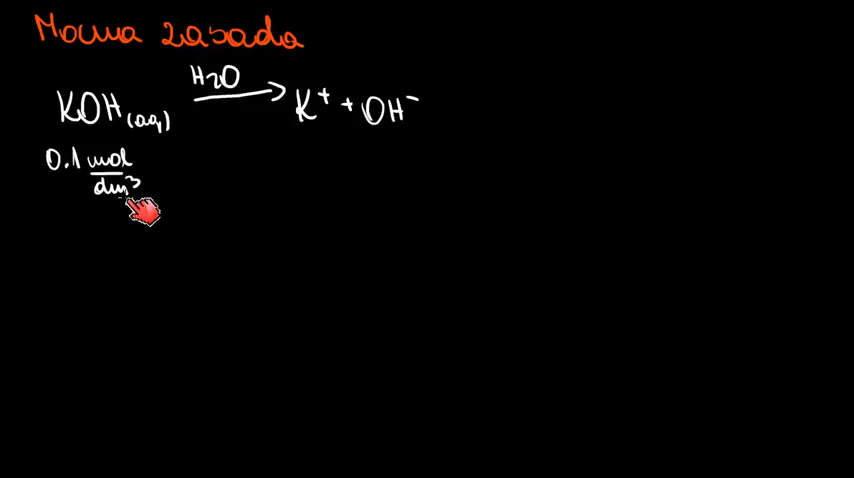 Mocna zasada
KOH(aq) H2O → K⁺ + OH⁻
0.1 mol/dm³